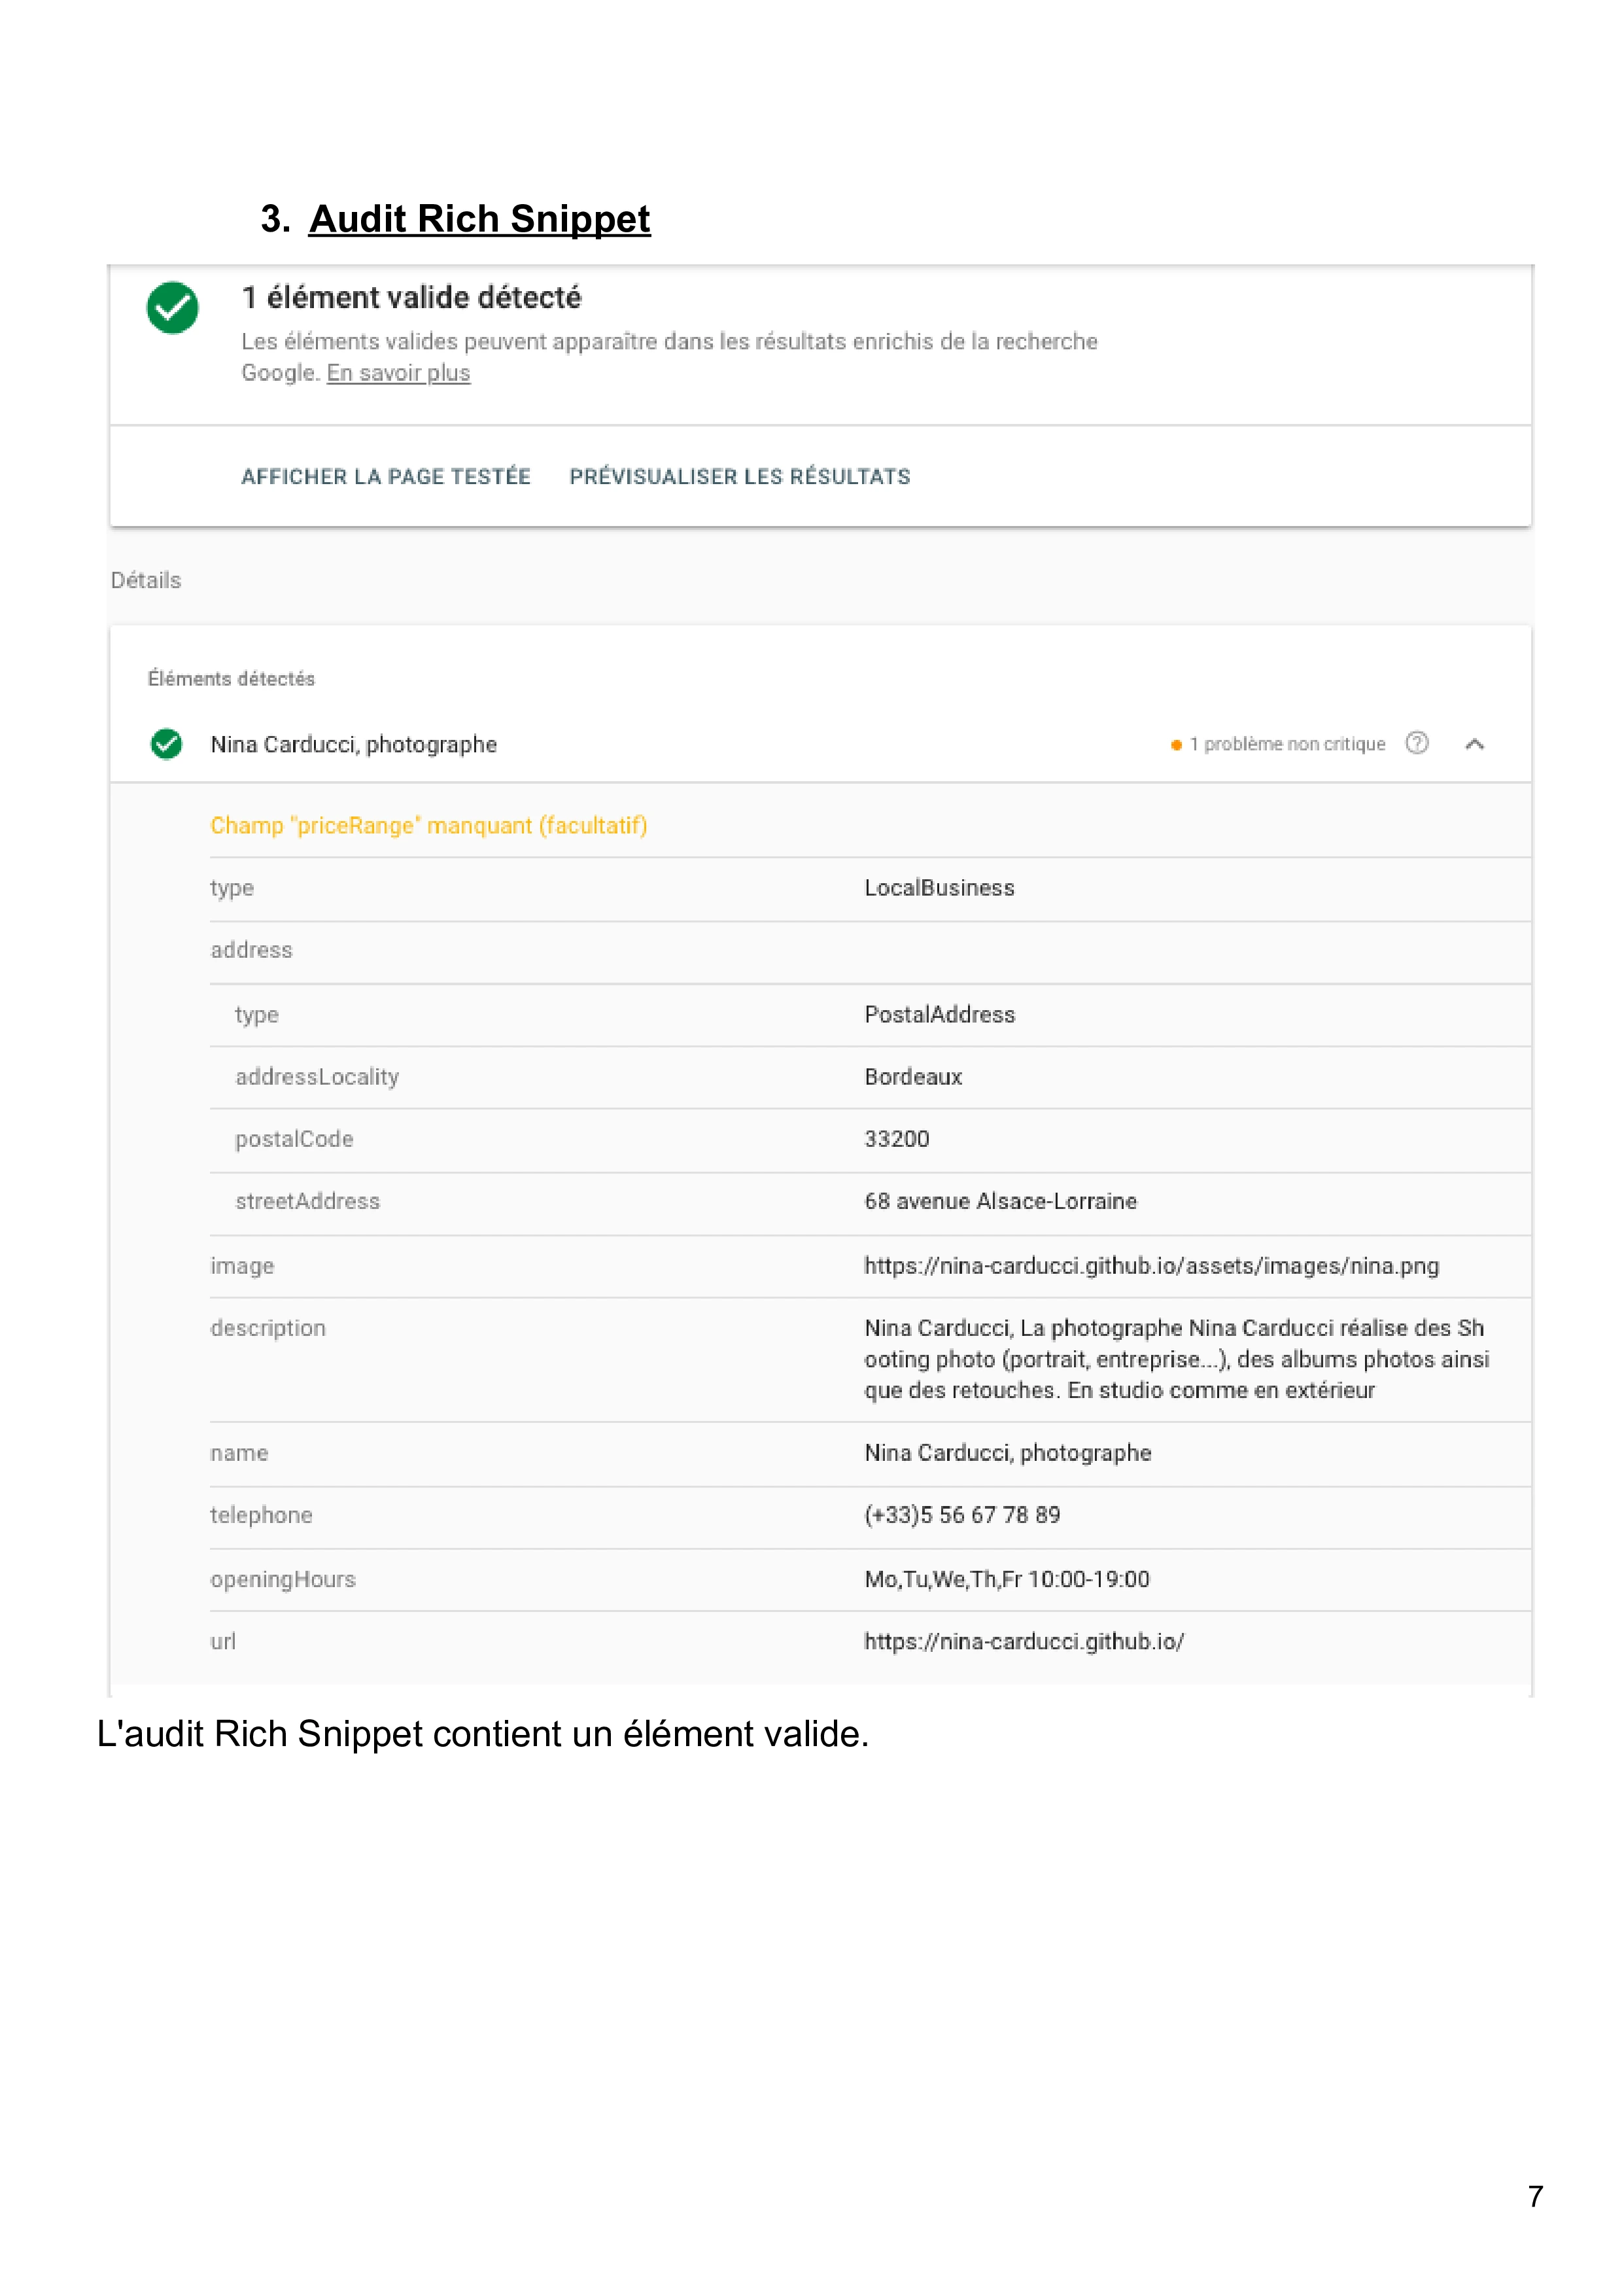 3. Audit Rich Snippet
1 élément valide détecté
Les éléments valides peuvent apparaître dans les résultats enrichis de la recherche
Google. En savoir plus
AFFICHER LA PAGE TESTÉE PRÉVISUALISER LES RÉSULTATS
Détails
Éléments détectés
Nina Carducci, photographe 1 problème non critique
Champ "priceRange" manquant (facultatif)
type LocalBusiness
address
type PostalAddress
addressLocality Bordeaux
postalCode 33200
streetAddress 68 avenue Alsace-Lorraine
image https://nina-carducci.github.io/assets/images/nina.png
description Nina Carducci, La photographe Nina Carducci réalise des Sh
ooting photo (portrait, entreprise...), des albums photos ainsi
que des retouches. En studio comme en extérieur
name Nina Carducci, photographe
telephone (+33)5 56 67 78 89
openingHours Mo,Tu,We,Th,Fr 10:00-19:00
url https://nina-carducci.github.io/
L'audit Rich Snippet contient un élément valide.
7